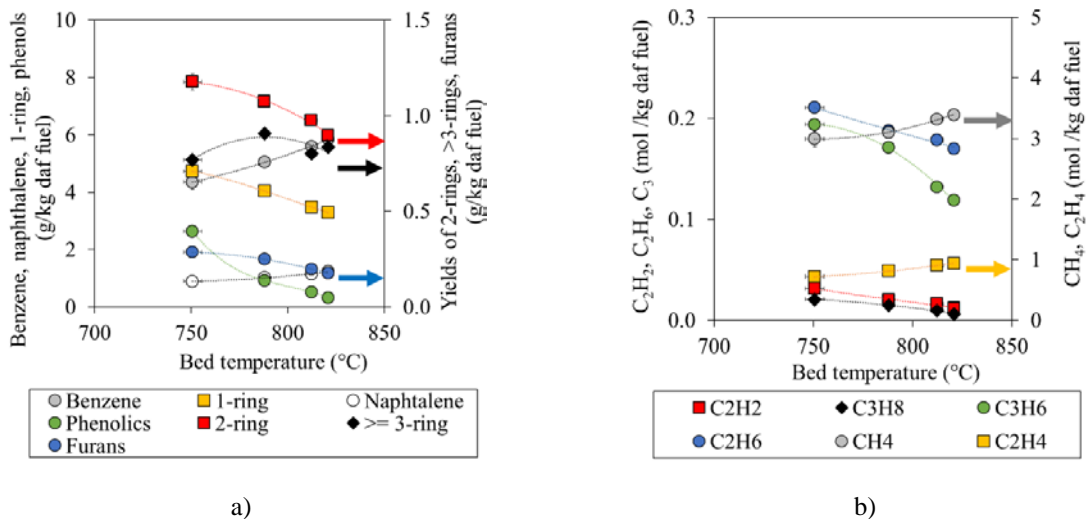 Benzene, naphthalene, 1-ring, phenols
(g/kg daf fuel)
10
8
6
4
2
0
1.5
1.0
0.5
0.0
Yields of 2-rings, >3-rings, furans
(g/kg daf fuel)
700 750 800 850
Bed temperature (°C)
Benzene 1-ring Naphtalene
Phenolics 2-ring >= 3-ring
Furans
a)
C2H2, C2H6, C3 (mol /kg daf fuel)
0.3
0.2
0.1
0.0
5
4
3
2
1
0
CH4, C2H4 (mol/kg daf fuel
700 750 800 850
Bed temperature (°C)
C2H2 C3H8 C3H6
C2H6 CH4 C2H4
b)